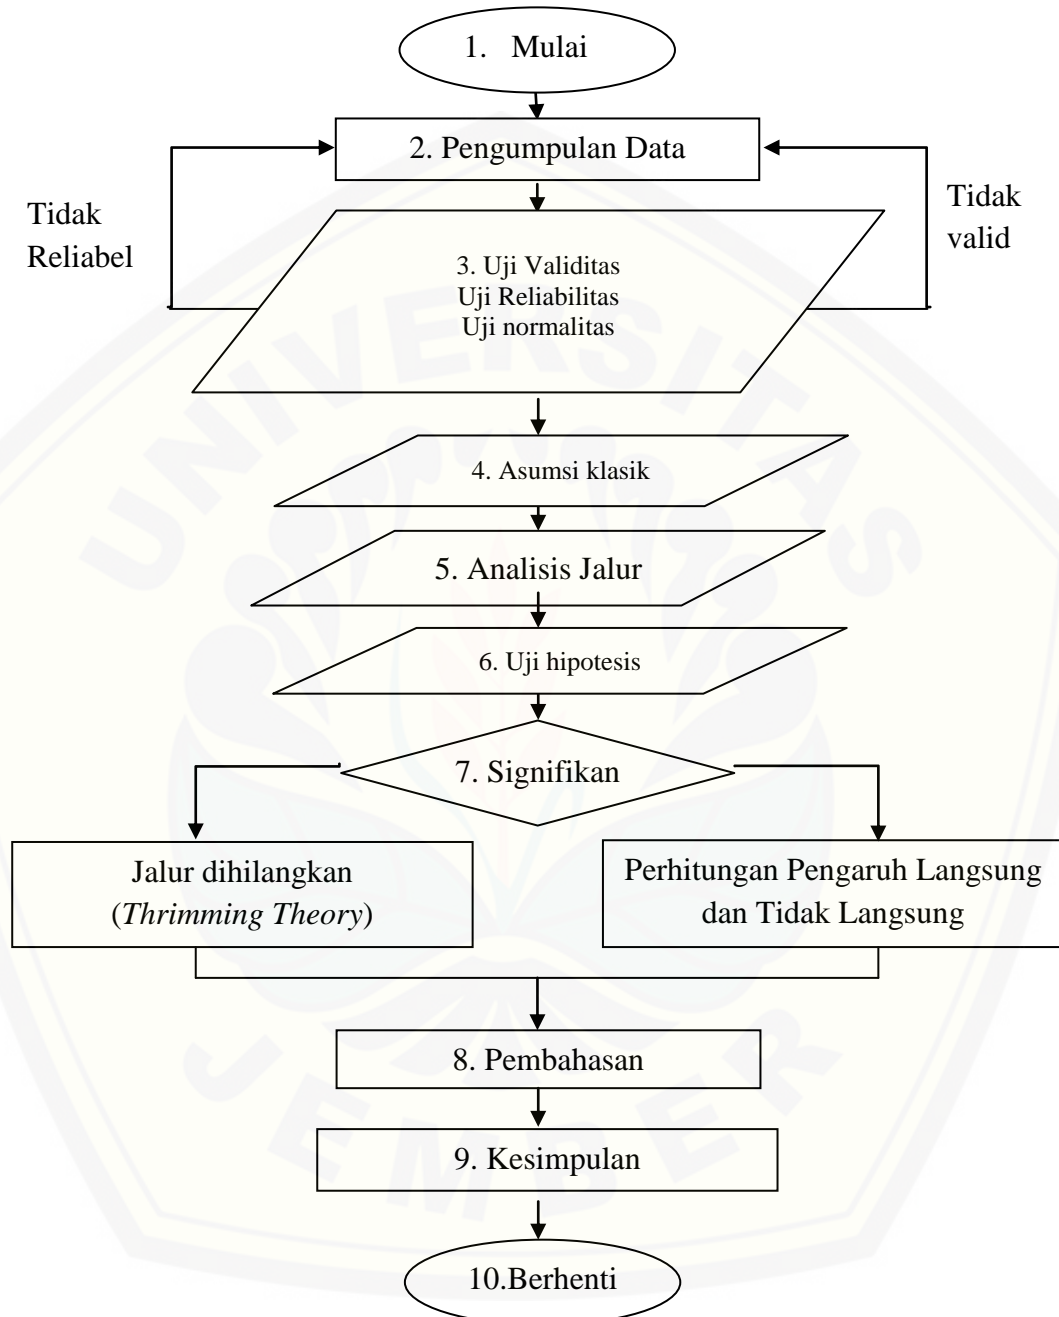 1. Mulai
2. Pengumpulan Data
Tidak
Reliabel
Tidak
valid
3. Uji Validitas
Uji Reliabilitas
Uji normalitas
4. Asumsi klasik
5. Analisis Jalur
6. Uji hipotesis
7. Signifikan
Jalur dihilangkan
(Thrimming Theory)
Perhitungan Pengaruh Langsung
dan Tidak Langsung
8. Pembahasan
9. Kesimpulan
10.Berhenti
UNIVERSITAS
JEMBER